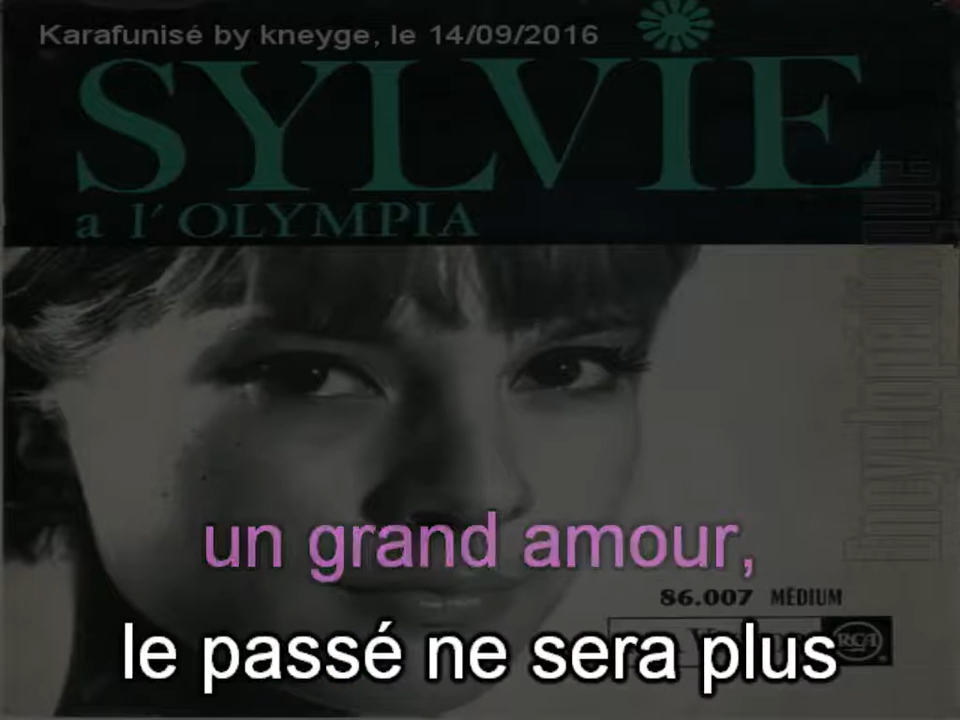 Karafunisé by kneyge, le 14/09/2016
SYLVIE
a l'OLYMPIA
un grand amour,
86.007 MÉDIUM
le passé ne sera plus
RCA